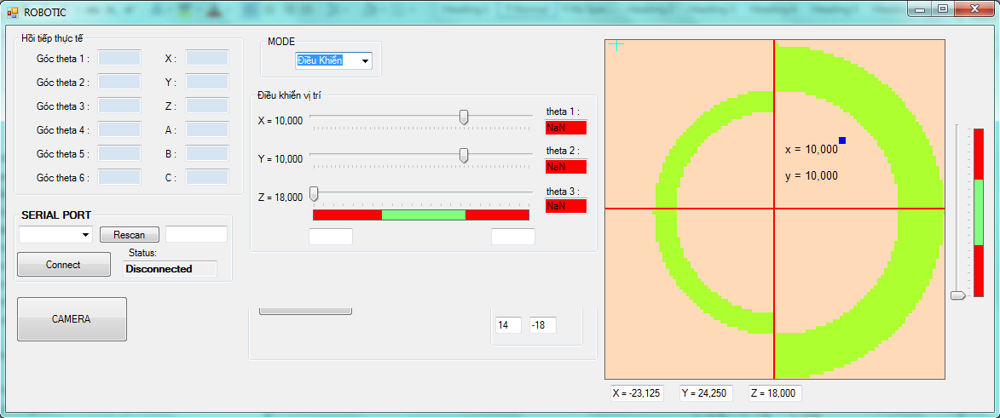 ROBOTIC
Hồi tiếp thực tế
Góc theta 1 : X :
Góc theta 2 : Y :
Góc theta 3 : Z :
Góc theta 4 : A :
Góc theta 5 : B :
Góc theta 6 : C :
SERIAL PORT
Rescan
Status:
Connect
Disconnected
CAMERA
MODE
Điều Khiển
Điều khiển vị trí
X = 10,000
theta 1 :
NaN
Y = 10,000
theta 2 :
NaN
Z = 18,000
theta 3 :
NaN
14 -18
x = 10,000
y = 10,000
X = -23,125 Y = 24,250 Z = 18,000